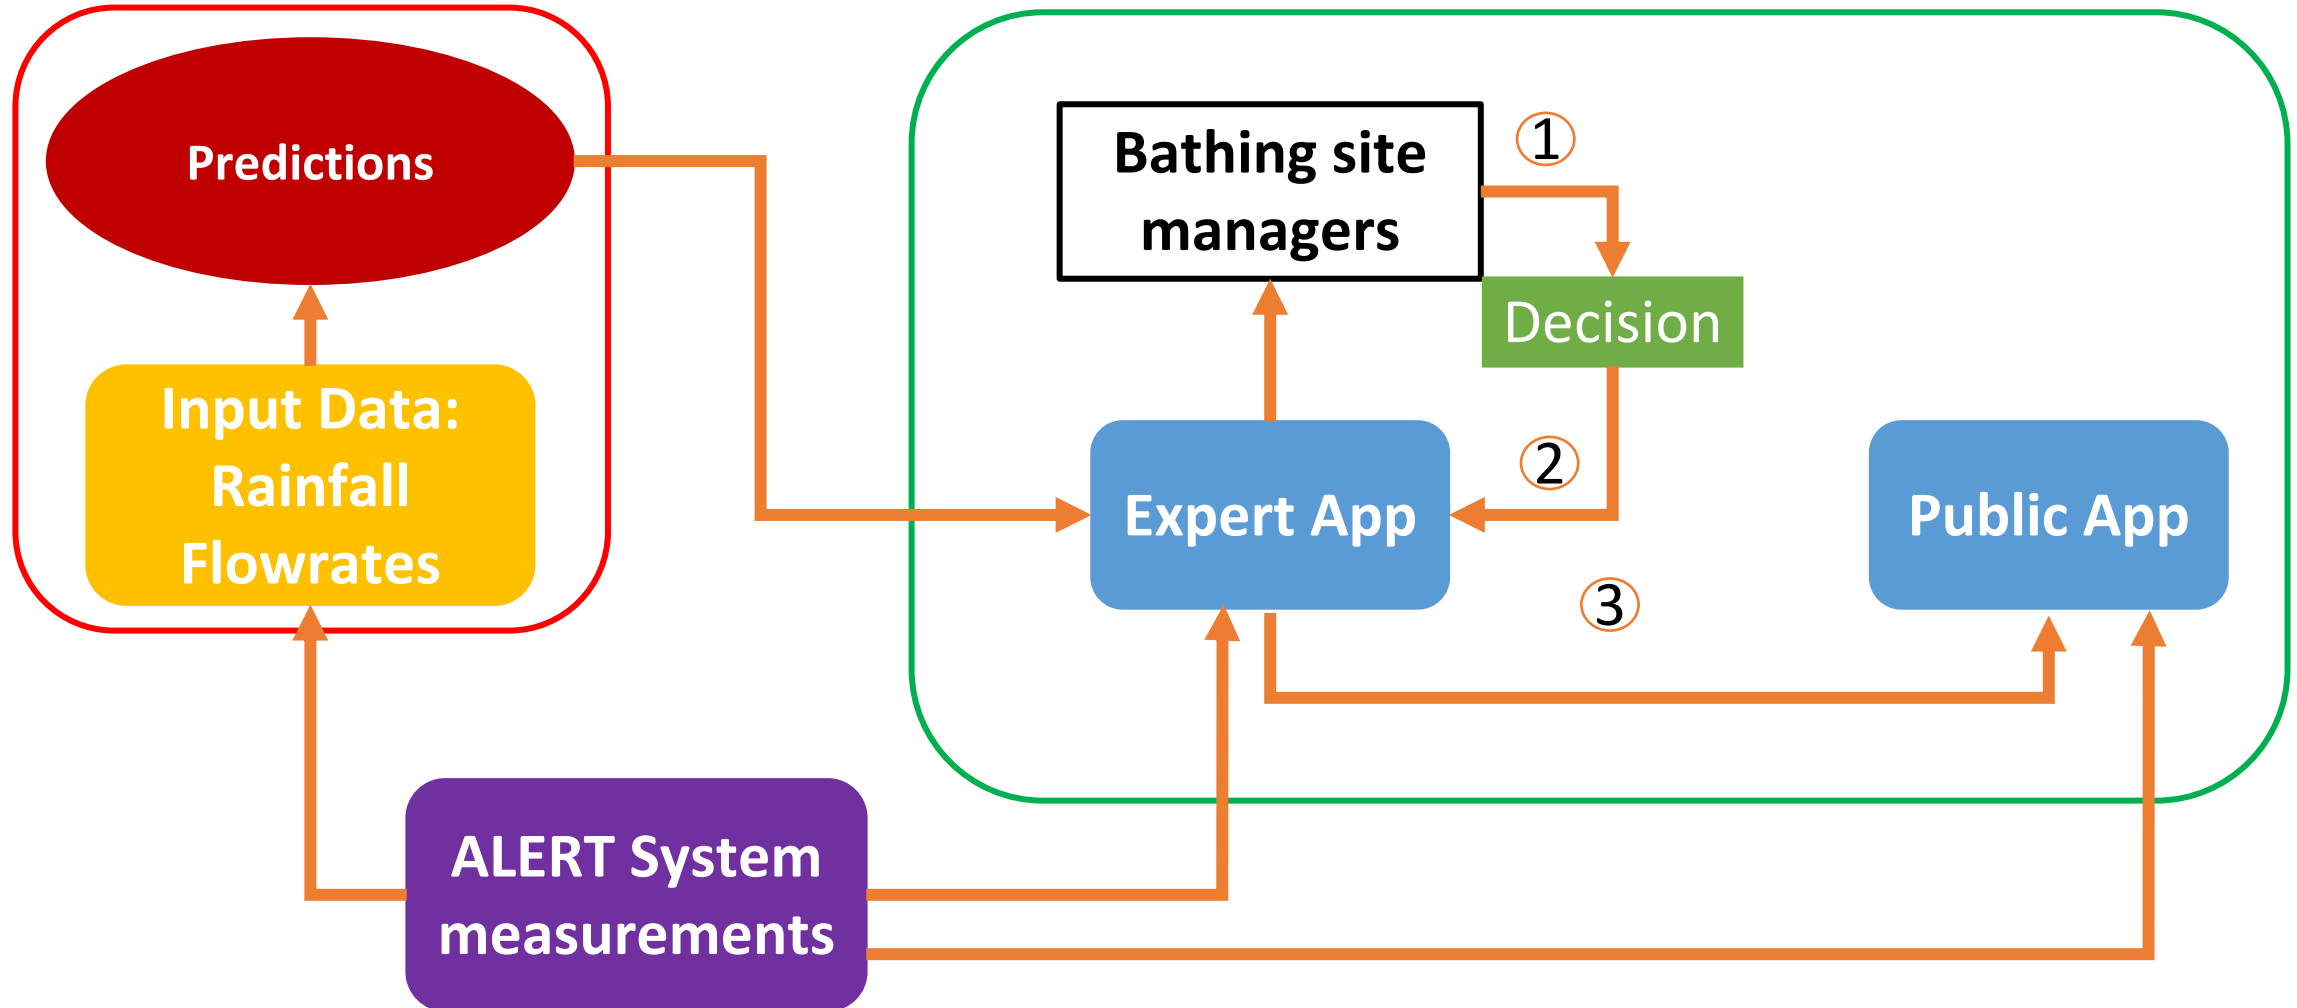 Predictions
Input Data:
Rainfall
Flowrates
Bathing site
managers
1
Decision
2
Expert App
Public App
3
ALERT System
measurements